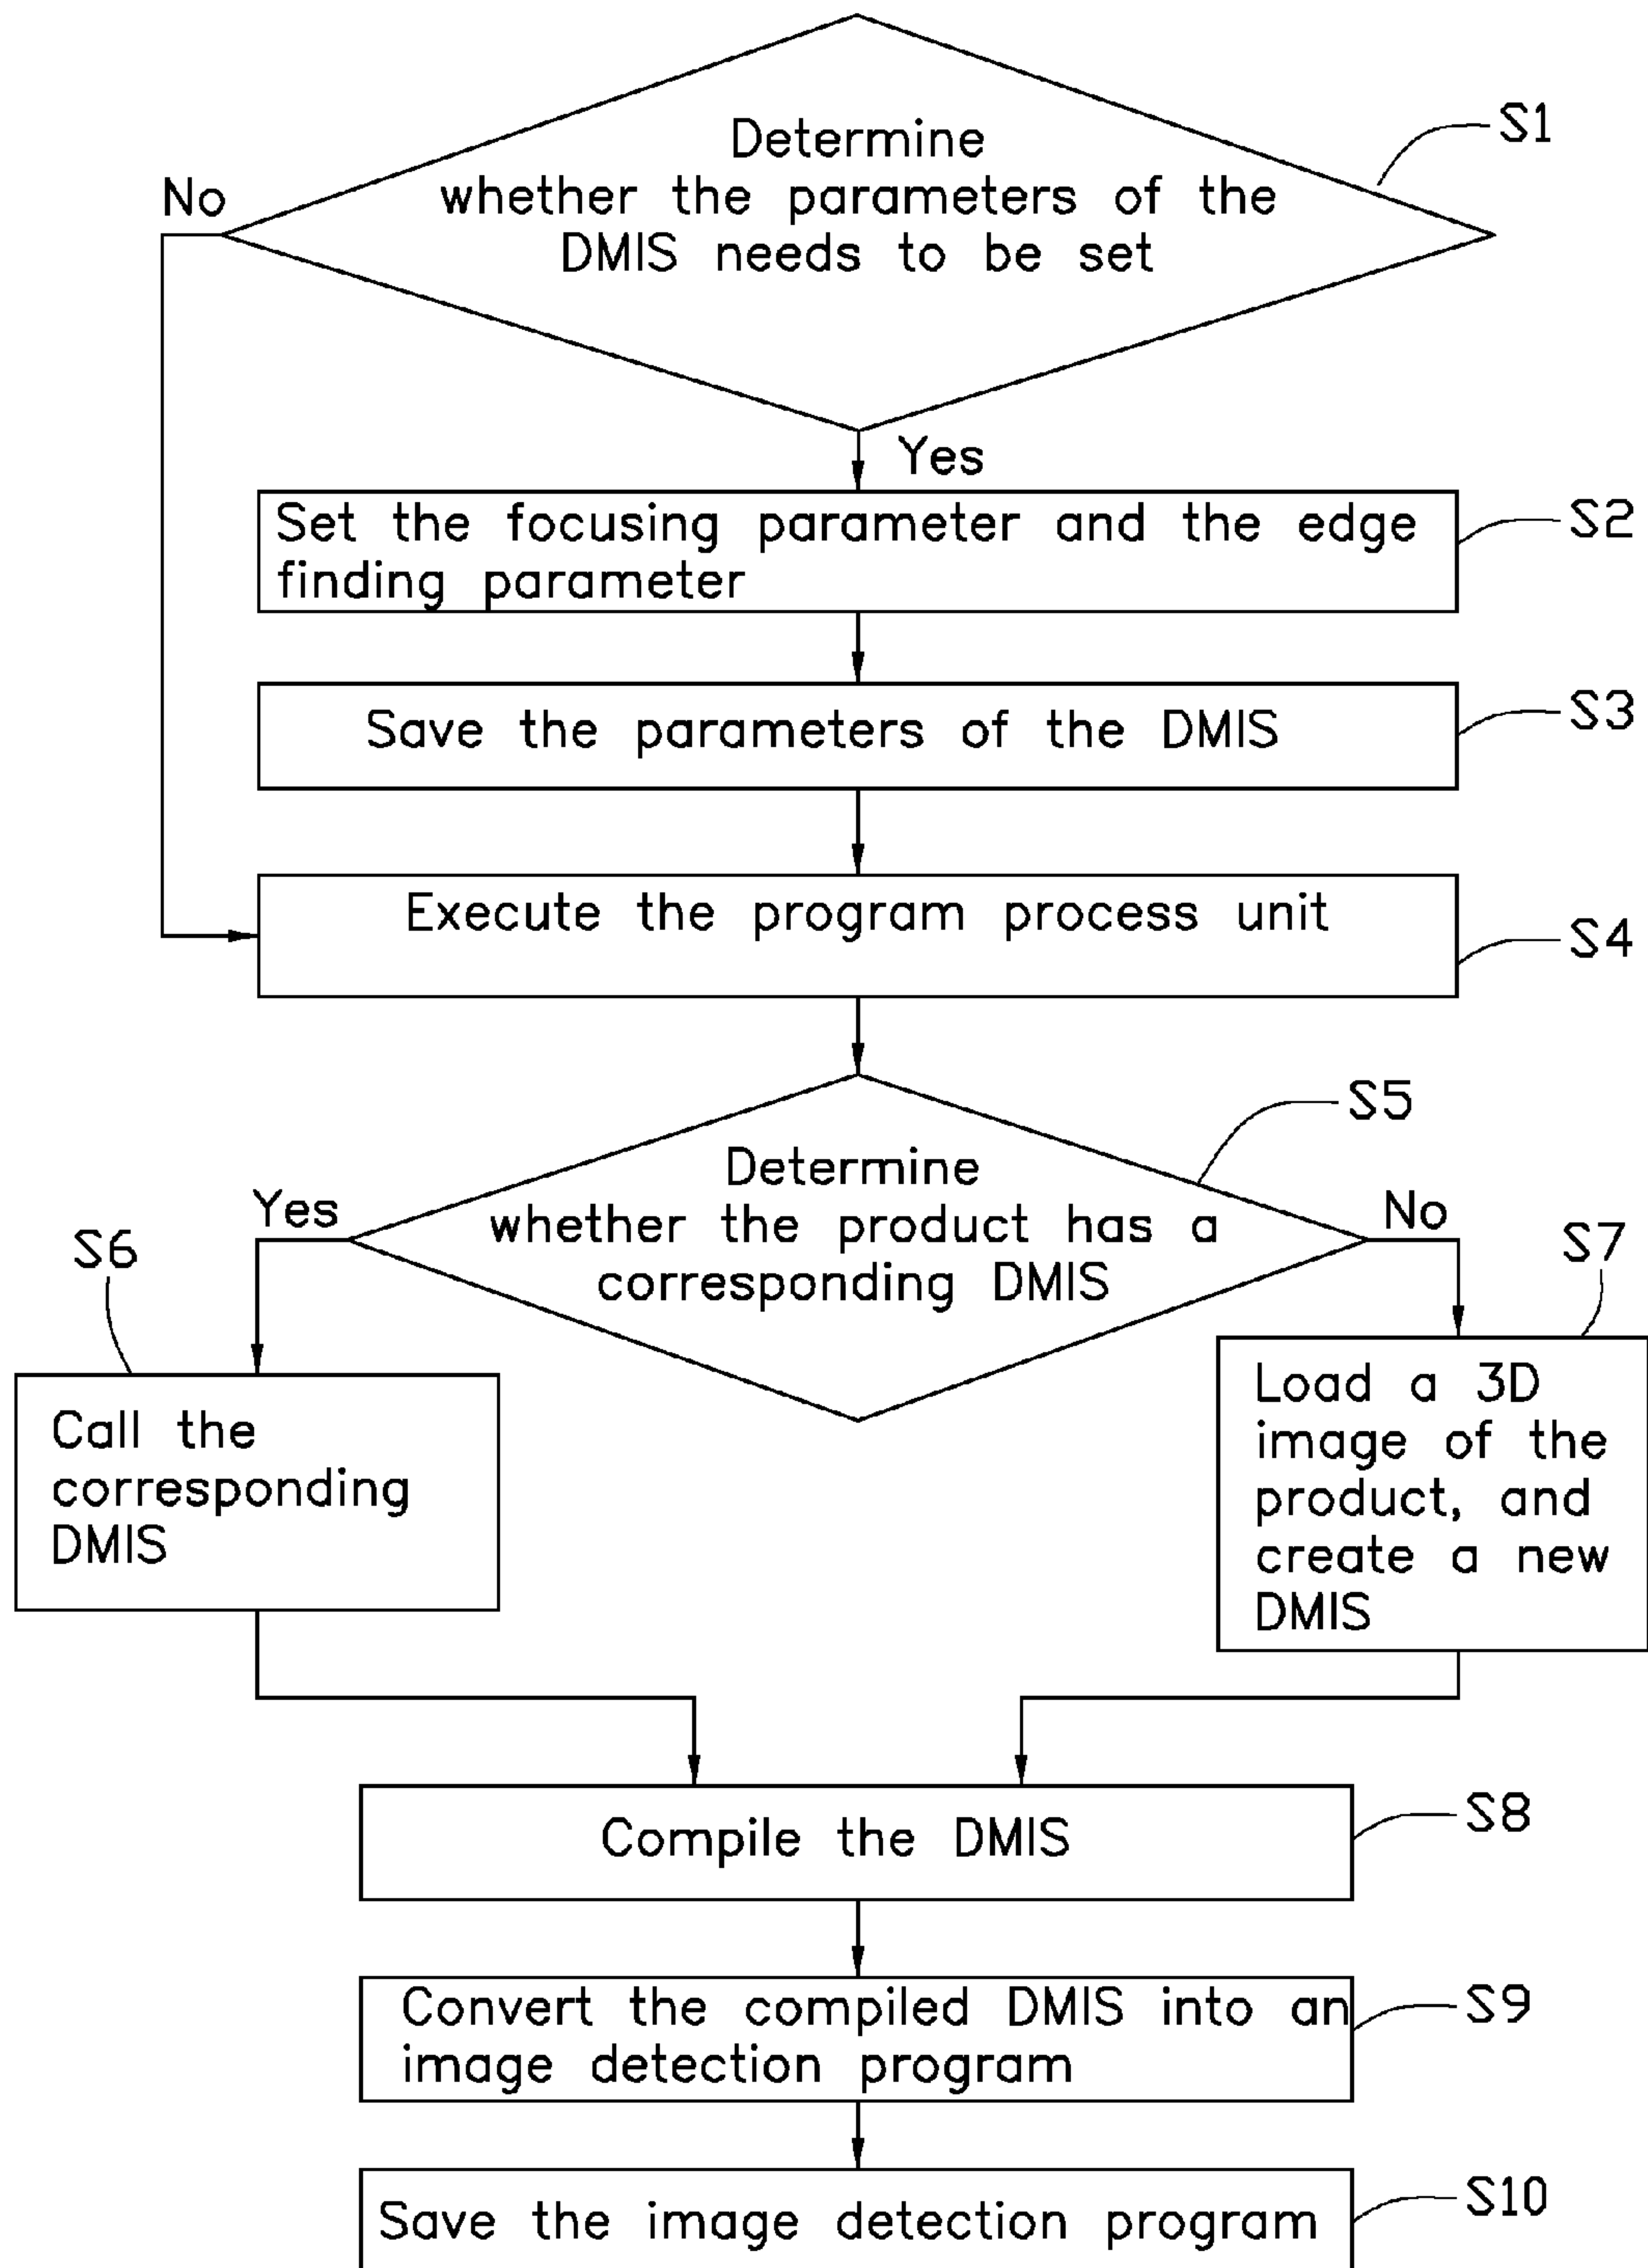 Determine
whether the parameters of the
DMIS needs to be set
S1
No
Yes
Set the focusing parameter and the edge
finding parameter
S2
Save the parameters of the DMIS
S3
Execute the program process unit
S4
Determine
whether the product has a
corresponding DMIS
S5
Yes
No
S6
S7
Call the
corresponding
DMIS
Load a 3D
image of the
product, and
create a new
DMIS
Compile the DMIS
S8
Convert the compiled DMIS into an
image detection program
S9
Save the image detection program
S10